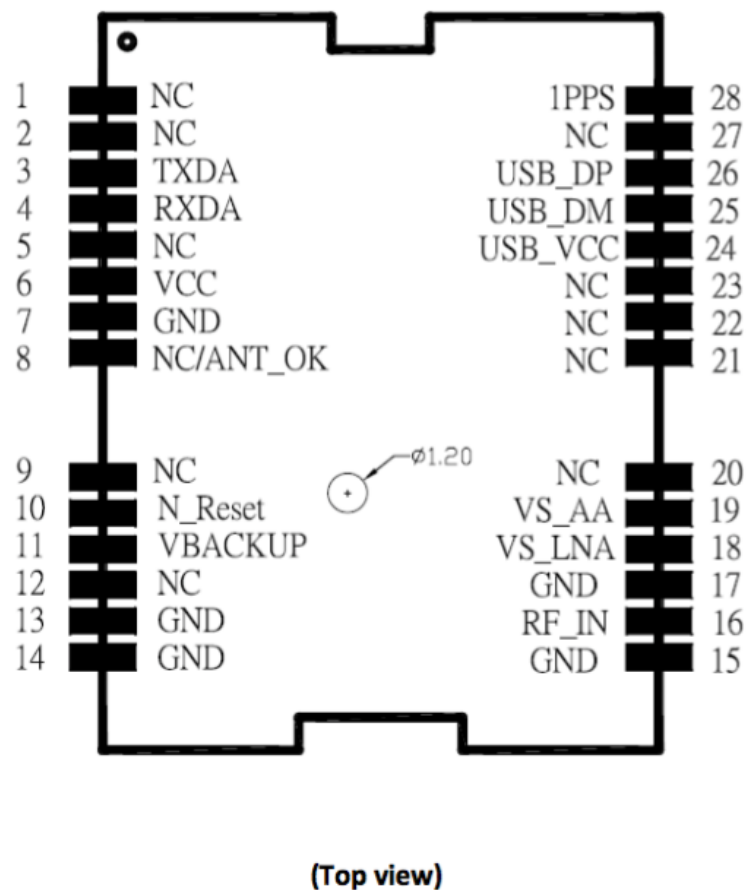 1 NC 1PPS 28
2 NC NC 27
3 TXDA USB_DP 26
4 RXDA USB_DM 25
5 NC USB_VCC 24
6 VCC NC 23
7 GND NC 22
8 NC/ANT_OK NC 21
ø1.20
9 NC NC 20
10 N_Reset VS_AA 19
11 VBACKUP VS_LNA 18
12 NC GND 17
13 GND RF_IN 16
14 GND GND 15
(Top view)